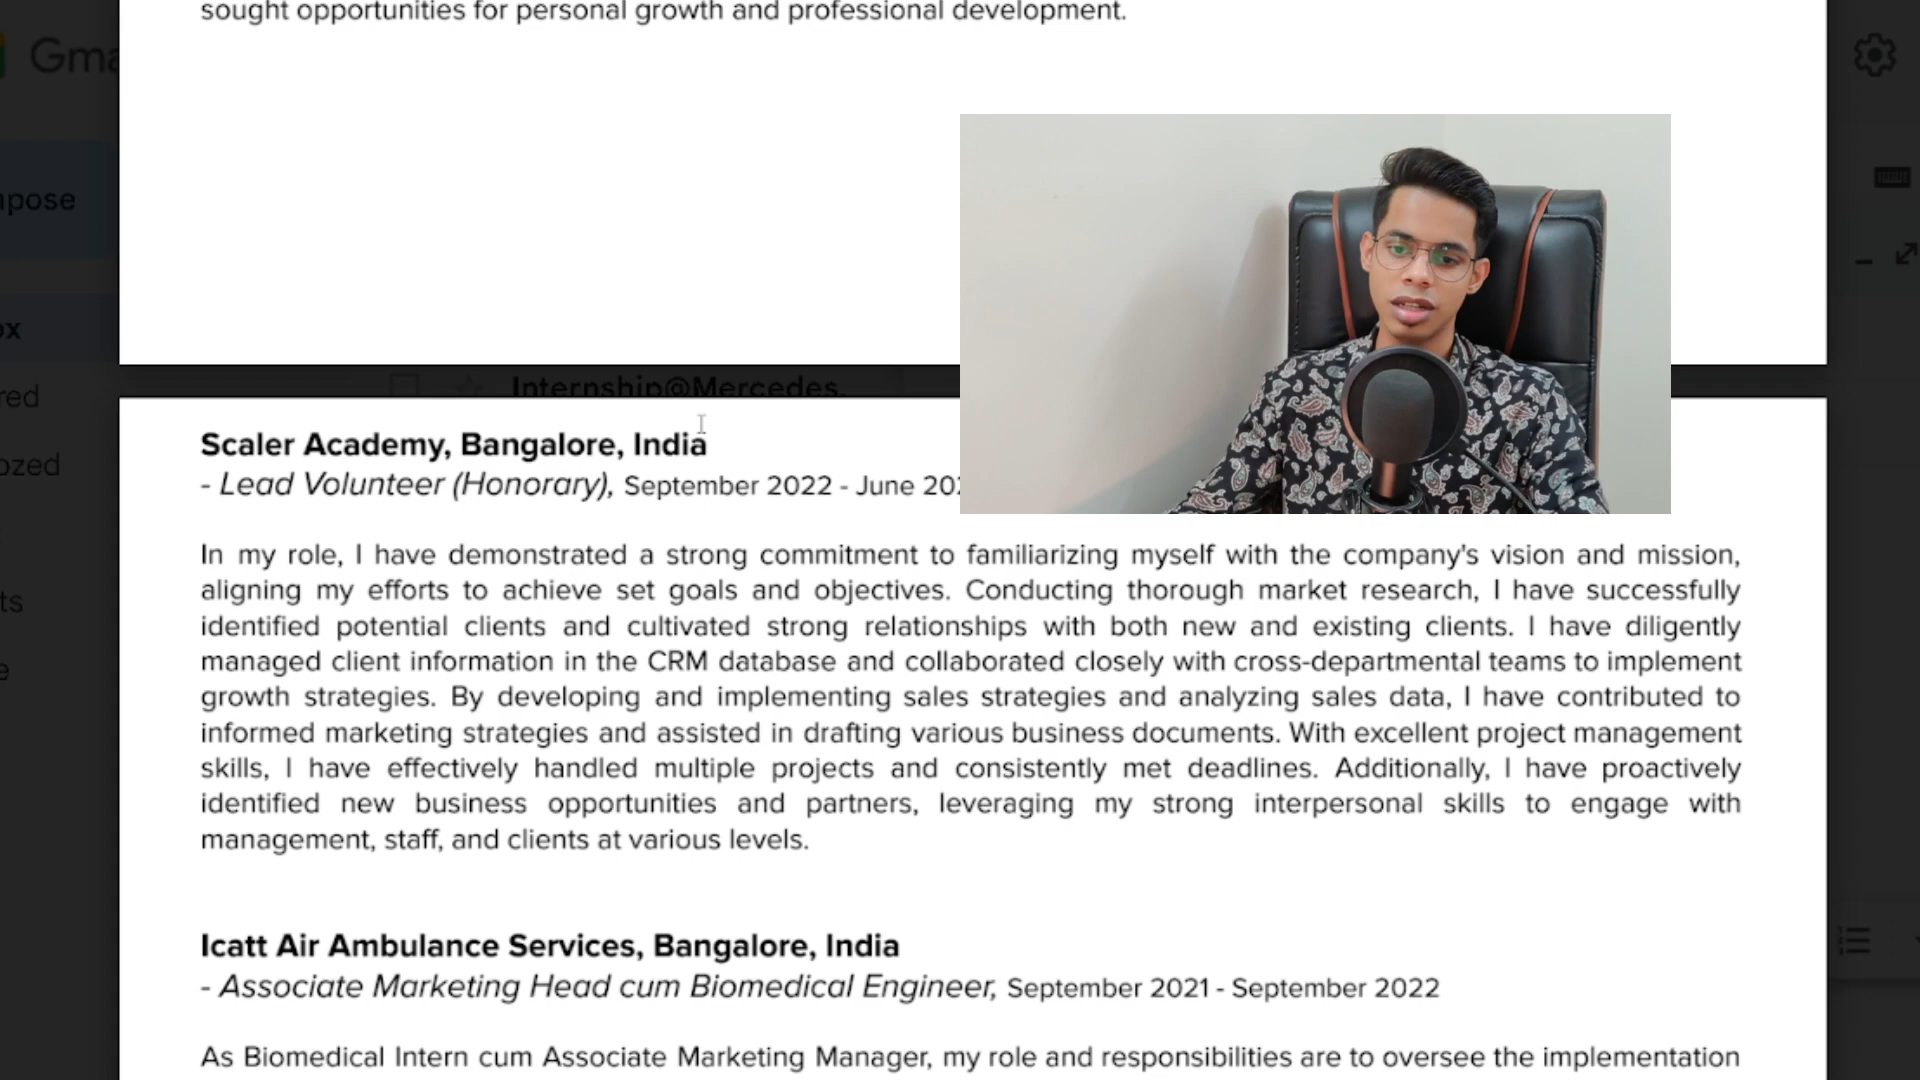 sought opportunities for personal growth and professional development.
Gma
mpose
ox
red
ozed
ts
e
Internship@Mercedes.
Scaler Academy, Bangalore, India
- Lead Volunteer (Honorary), September 2022 - June 202
In my role, I have demonstrated a strong commitment to familiarizing myself with the company's vision and mission,
aligning my efforts to achieve set goals and objectives. Conducting thorough market research, I have successfully
identified potential clients and cultivated strong relationships with both new and existing clients. I have diligently
managed client information in the CRM database and collaborated closely with cross-departmental teams to implement
growth strategies. By developing and implementing sales strategies and analyzing sales data, I have contributed to
informed marketing strategies and assisted in drafting various business documents. With excellent project management
skills, I have effectively handled multiple projects and consistently met deadlines. Additionally, I have proactively
identified new business opportunities and partners, leveraging my strong interpersonal skills to engage with
management, staff, and clients at various levels.
Icatt Air Ambulance Services, Bangalore, India
- Associate Marketing Head cum Biomedical Engineer, September 2021 - September 2022
As Biomedical Intern cum Associate Marketing Manager, my role and responsibilities are to oversee the implementation